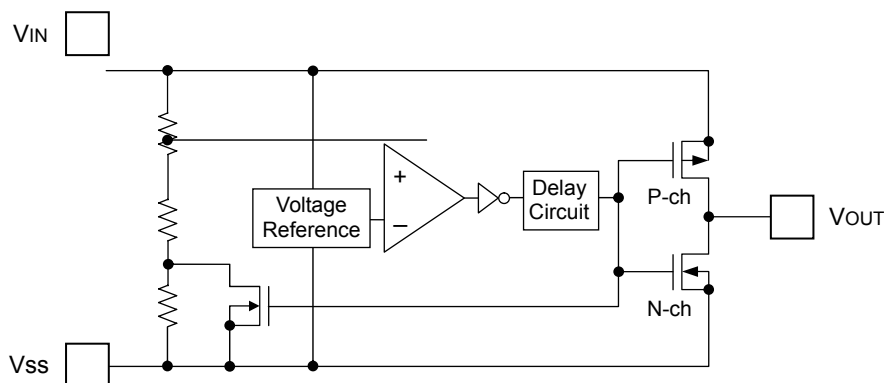 VIN
+
Voltage
Reference
−
Delay
Circuit
P-ch
VOUT
N-ch
VSS